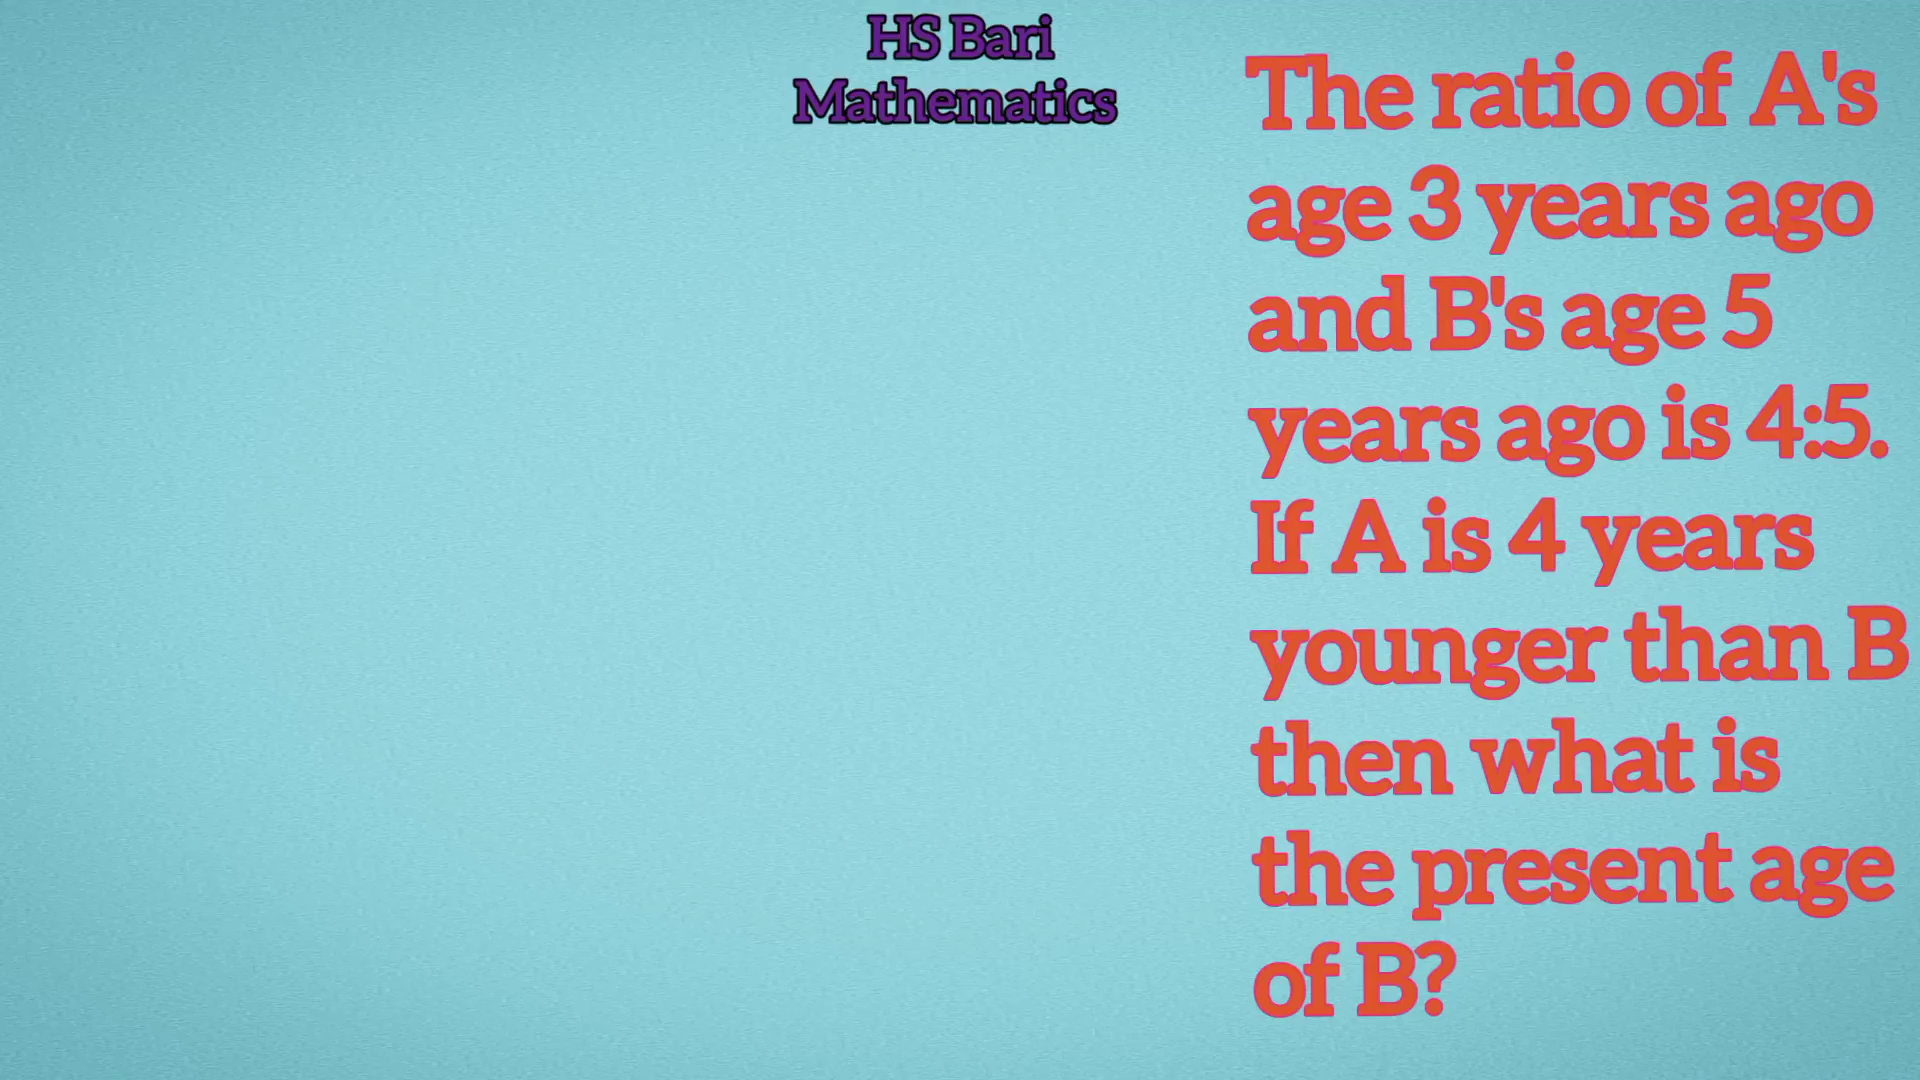 HS Bari
Mathematics
The ratio of A's
age 3 years ago
and B's age 5
years ago is 4:5.
If A is 4 years
younger than B
then what is
the present age
of B?